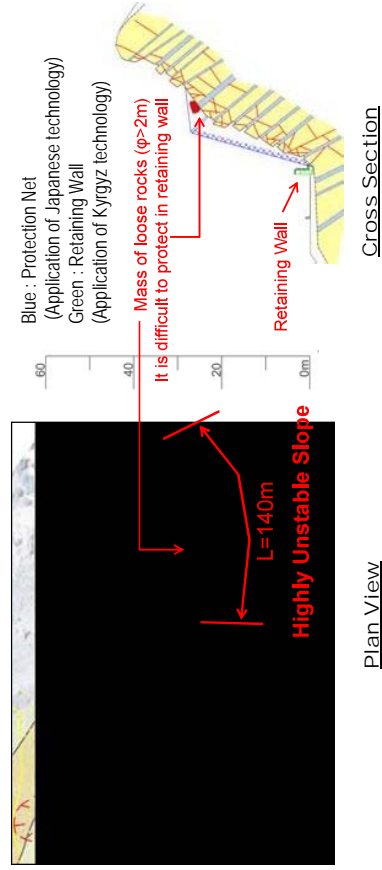 Blue : Protection Net
(Application of Japanese technology)
Green : Retaining Wall
(Application of Kyrgyz technology)
Mass of loose rocks (φ>2m)
It is difficult to protect in retaining wall
60
40
20
0m
L=140m
Highly Unstable Slope
Retaining Wall
Plan View
Cross Section